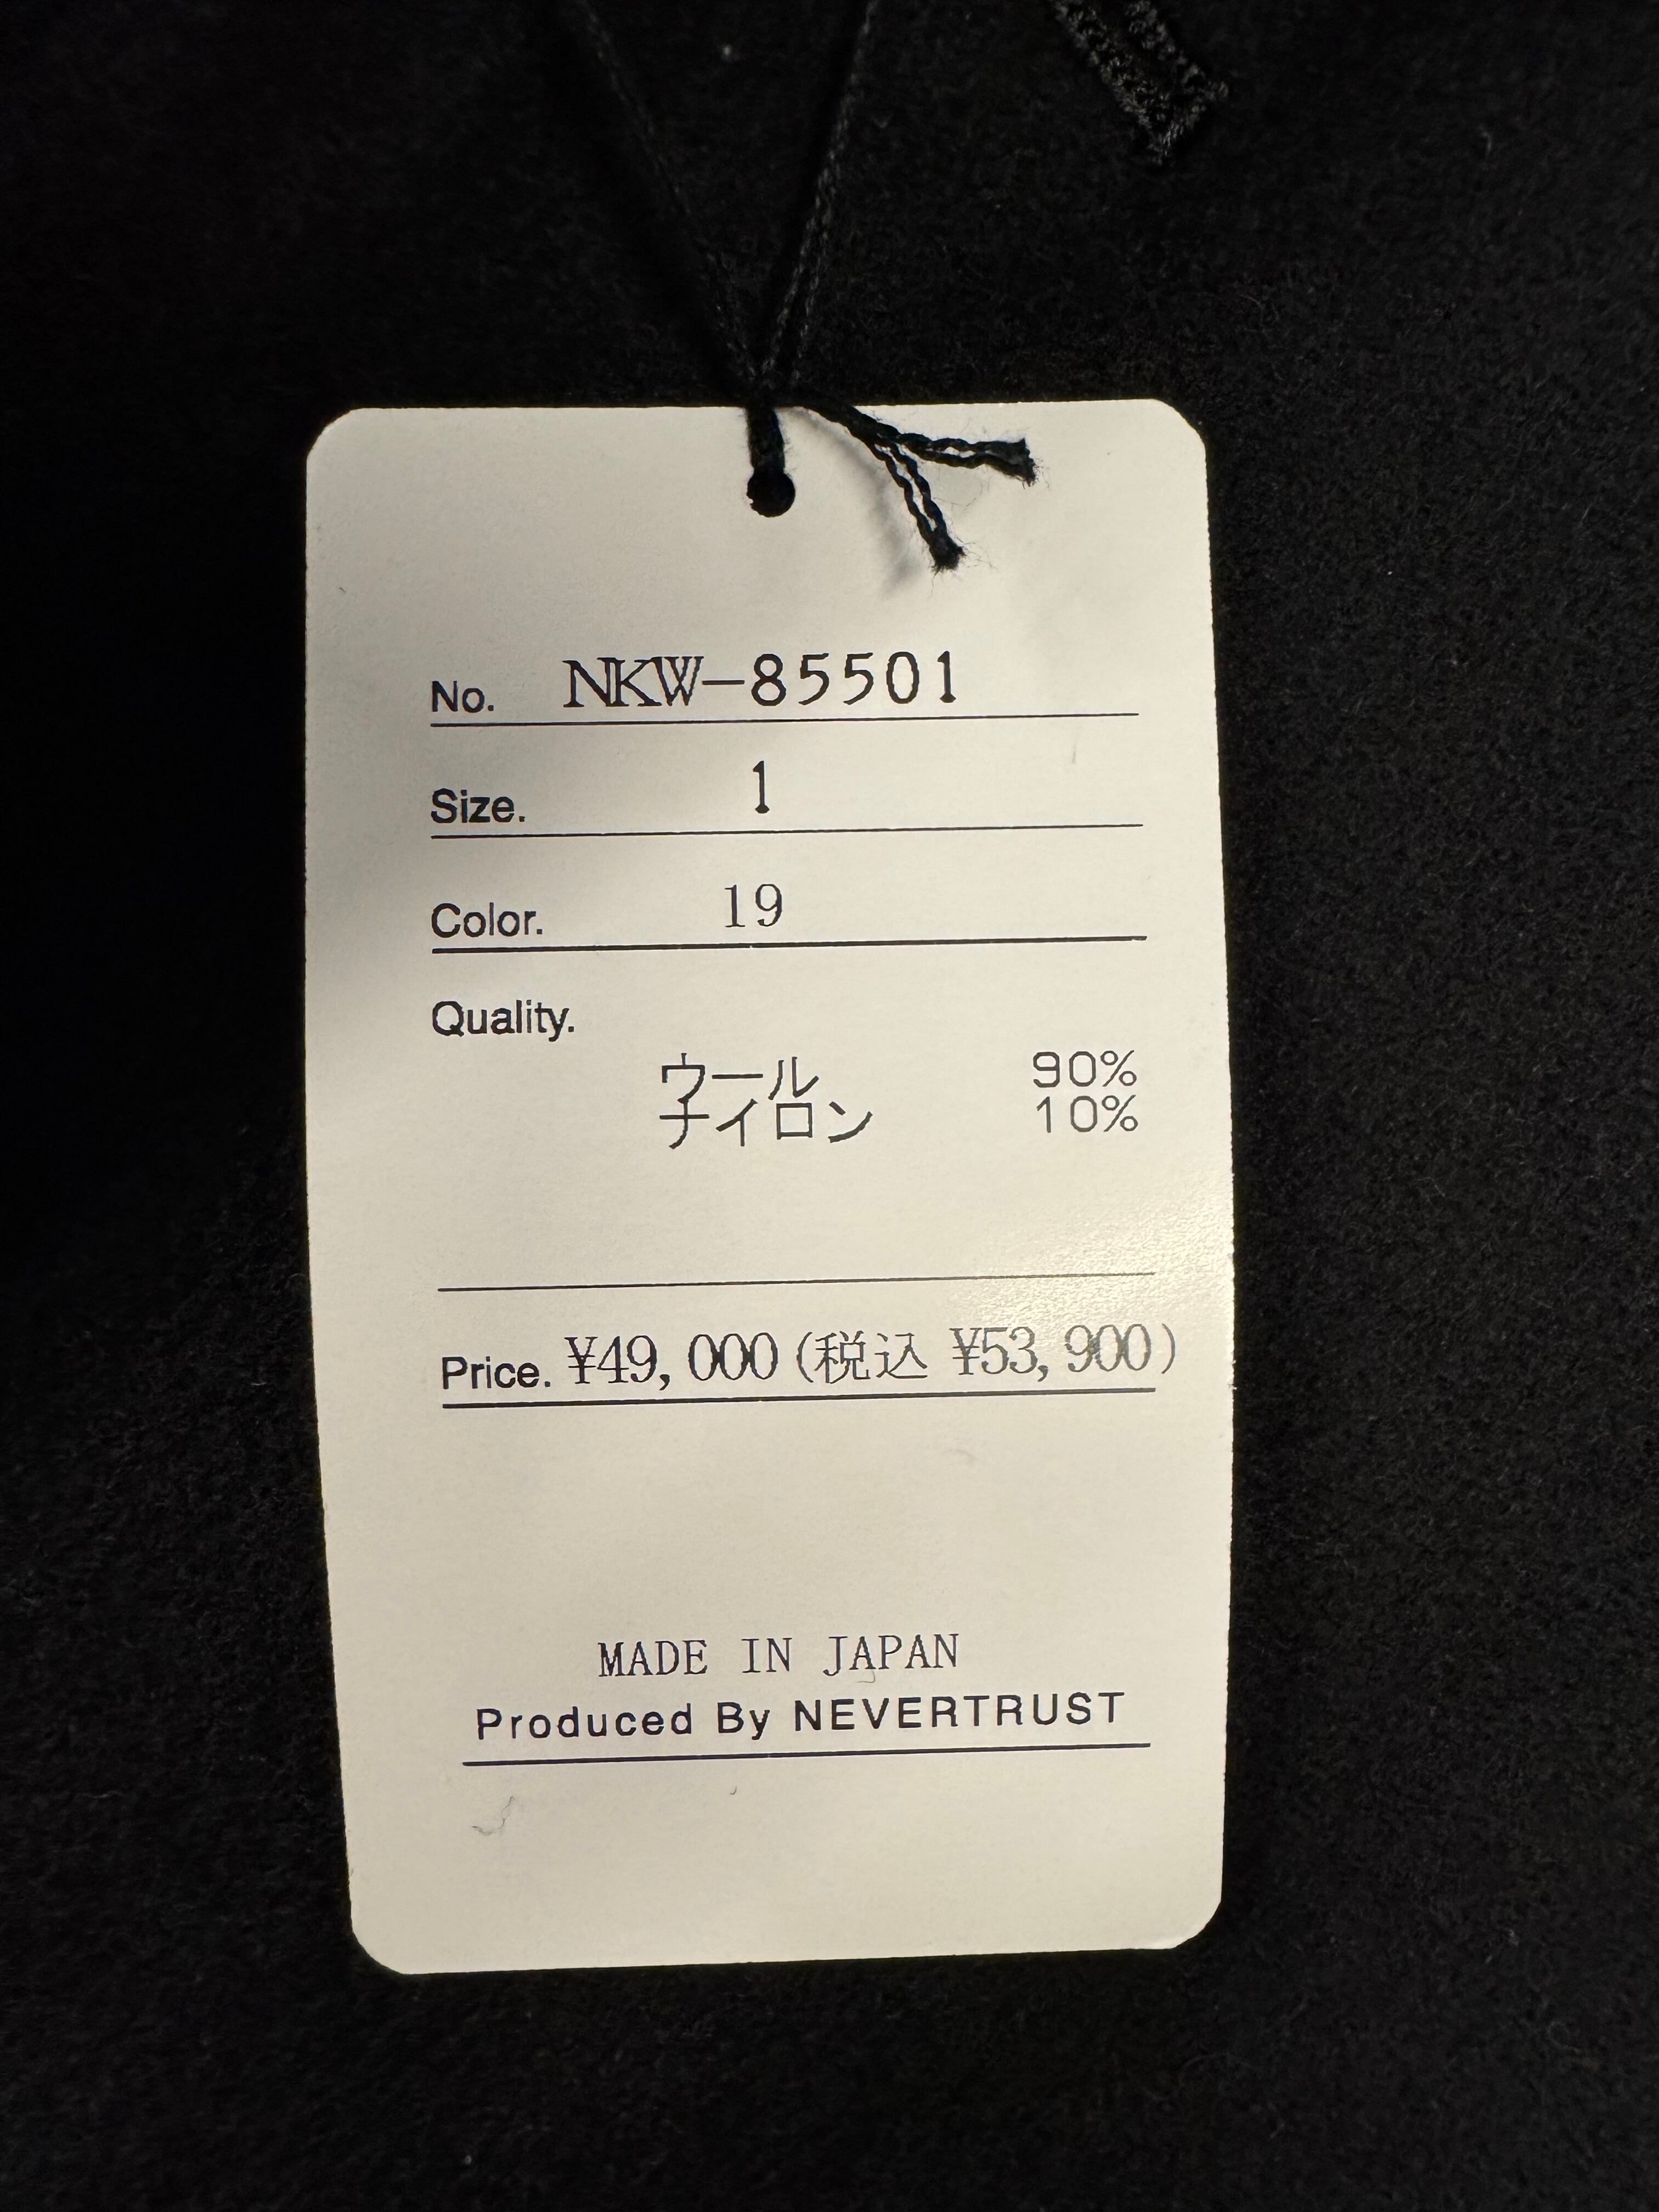 No. NKW-85501
Size. 1
Color. 19
Quality.
ウール 90%
ナイロン 10%
Price. ¥49,000 (税込 ¥53,900)
MADE IN JAPAN
Produced By NEVERTRUST